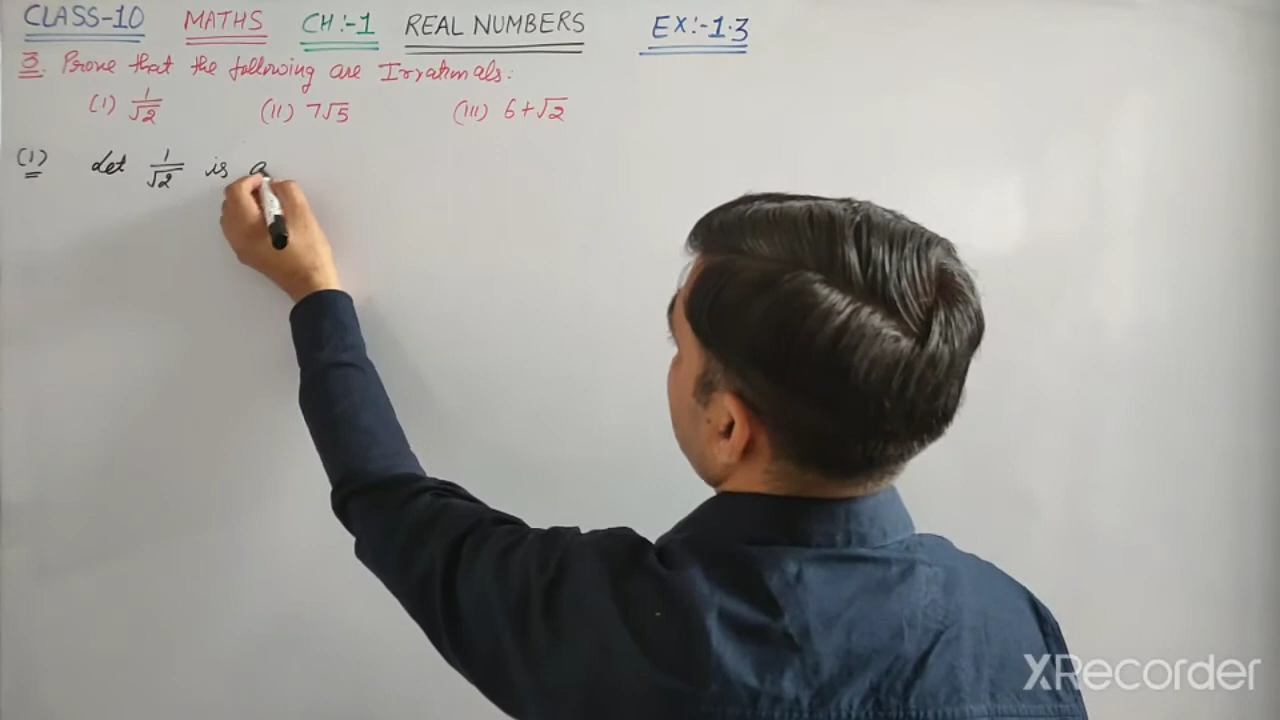 CLASS-10 MATHS CH:-1 REAL NUMBERS EX:-1.3
3. Prove that the following are Irrationals:
(I) 1/√2 (II) 7√5 (III) 6+√2
(I) Let 1/√2 is a
XRecorder